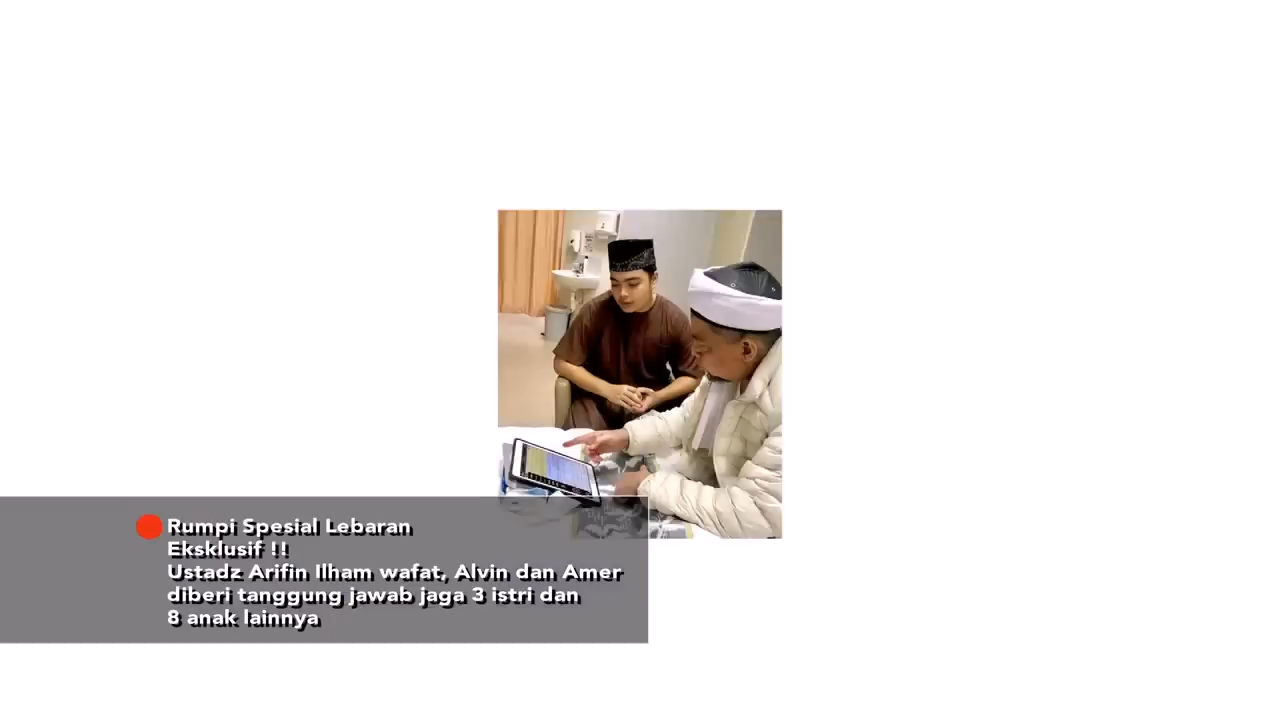 Rumpi Spesial Lebaran
Eksklusif !!
Ustadz Arifin Ilham wafat, Alvin dan Amer
diberi tanggung jawab jaga 3 istri dan
8 anak lainnya